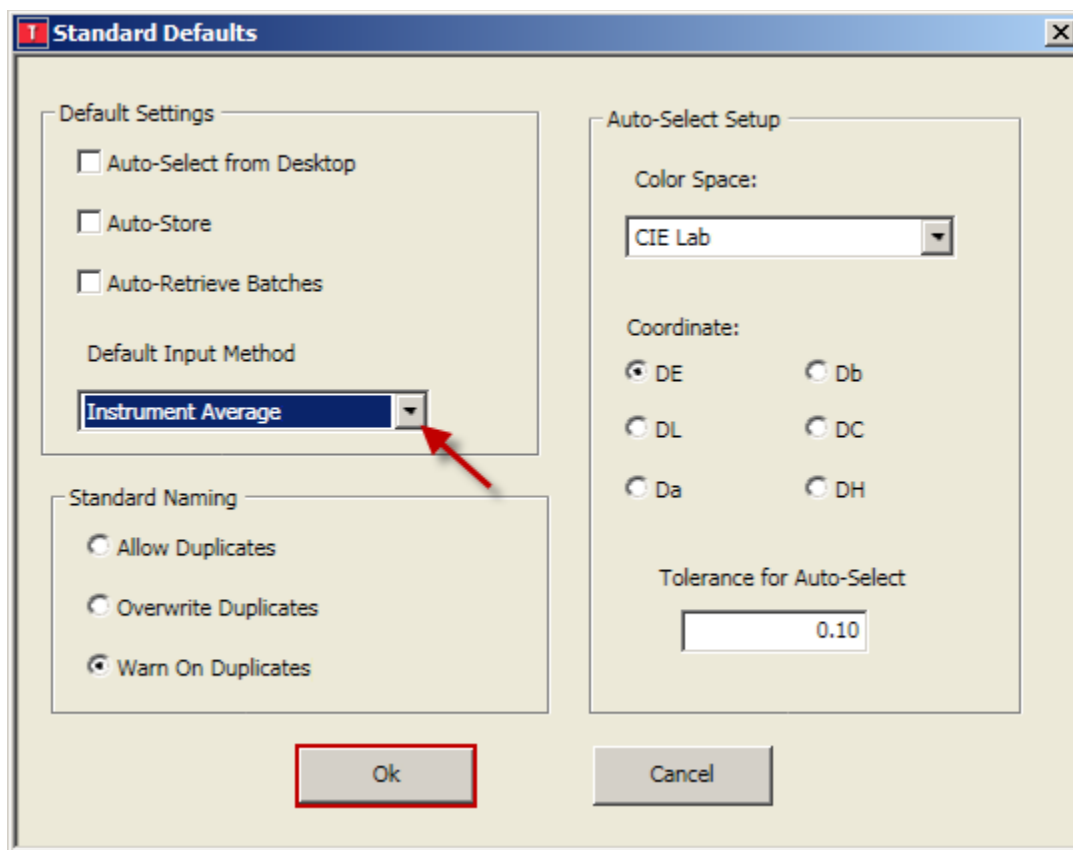 T Standard Defaults
Default Settings
Auto-Select from Desktop
Auto-Store
Auto-Retrieve Batches
Default Input Method
Instrument Average
Standard Naming
Allow Duplicates
Overwrite Duplicates
Warn On Duplicates
Auto-Select Setup
Color Space:
CIE Lab
Coordinate:
DE Db
DL DC
Da DH
Tolerance for Auto-Select
0.10
Ok Cancel